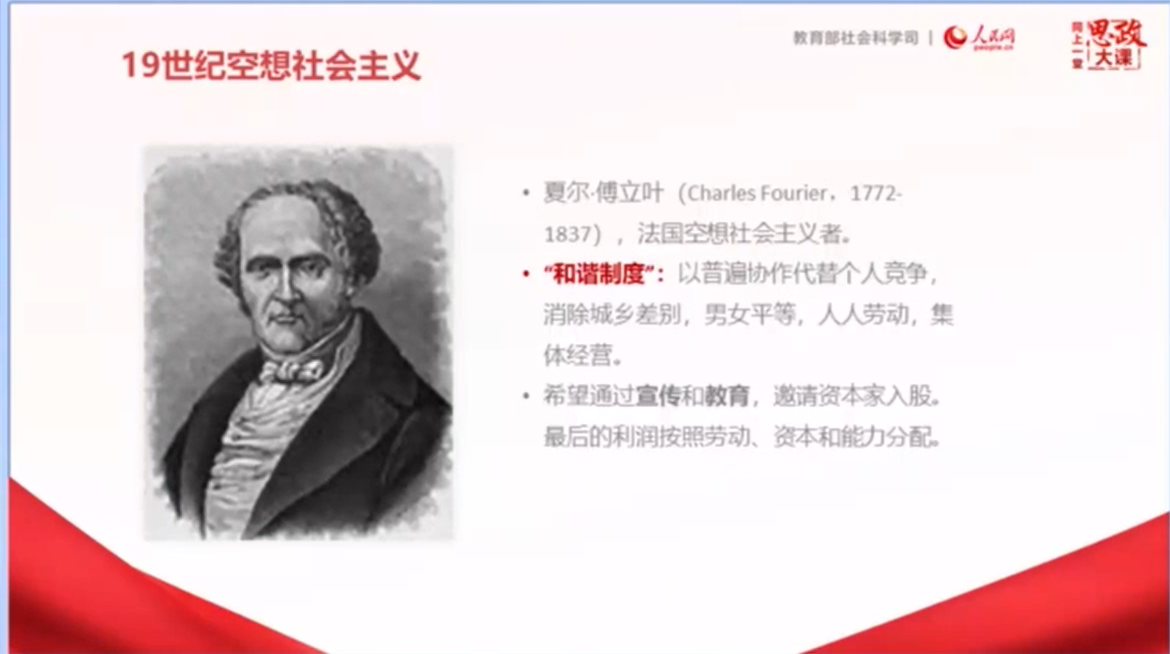 教育部社会科学司 | 人民网
people.cn
网上一堂
思政
大课
19世纪空想社会主义
• 夏尔·傅立叶（Charles Fourier，1772-
1837），法国空想社会主义者。
• “和谐制度”：以普遍协作代替个人竞争，
消除城乡差别，男女平等，人人劳动，集
体经营。
• 希望通过宣传和教育，邀请资本家入股。
最后的利润按照劳动、资本和能力分配。